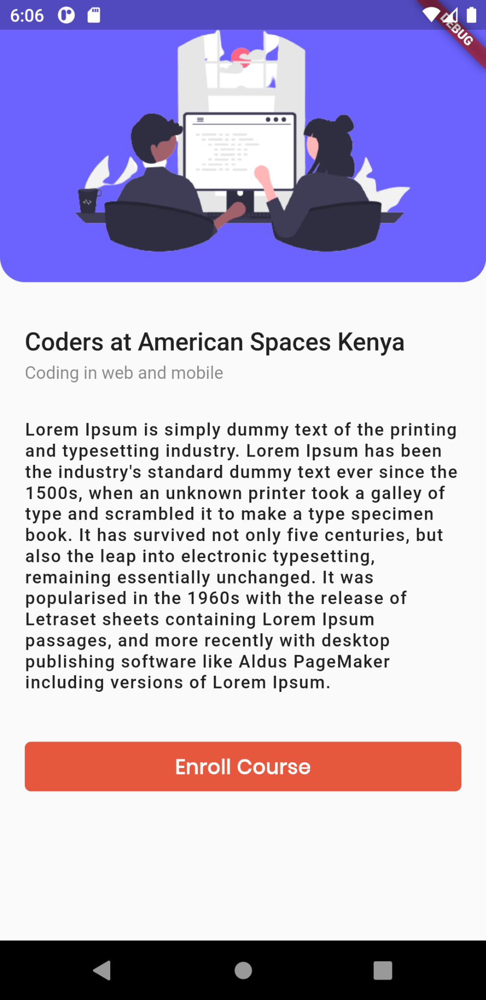 6:06
DEBUG
Coders at American Spaces Kenya
Coding in web and mobile
Lorem Ipsum is simply dummy text of the printing
and typesetting industry. Lorem Ipsum has been
the industry's standard dummy text ever since the
1500s, when an unknown printer took a galley of
type and scrambled it to make a type specimen
book. It has survived not only five centuries, but
also the leap into electronic typesetting,
remaining essentially unchanged. It was
popularised in the 1960s with the release of
Letraset sheets containing Lorem Ipsum
passages, and more recently with desktop
publishing software like Aldus PageMaker
including versions of Lorem Ipsum.
Enroll Course